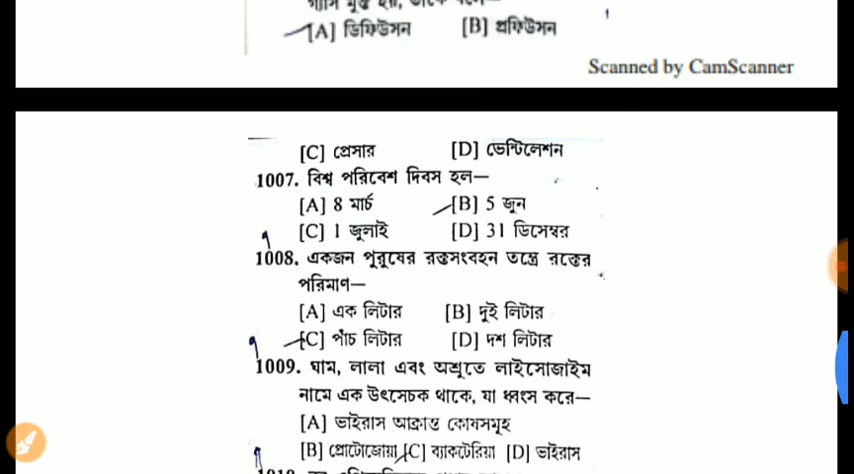 [A] ডিফিউসন [B] প্রফিউসন
Scanned by CamScanner
[C] প্রেসার [D] ভেন্টিলেশন
1007. বিশ্ব পরিবেশ দিবস হল—
[A] 8 মার্চ [B] 5 জুন
[C] 1 জুলাই [D] 31 ডিসেম্বর
1008. একজন পুরুষের রক্তসংবহন তন্ত্রে রক্তের
পরিমাণ—
[A] এক লিটার [B] দুই লিটার
[C] পাঁচ লিটার [D] দশ লিটার
1009. ঘাম, লালা এবং অশ্রুতে লাইসোজাইম
নামে এক উৎসেচক থাকে, যা ধ্বংস করে—
[A] ভাইরাস আক্রান্ত কোষসমূহ
[B] প্রোটোজোয়া [C] ব্যাকটেরিয়া [D] ভাইরাস